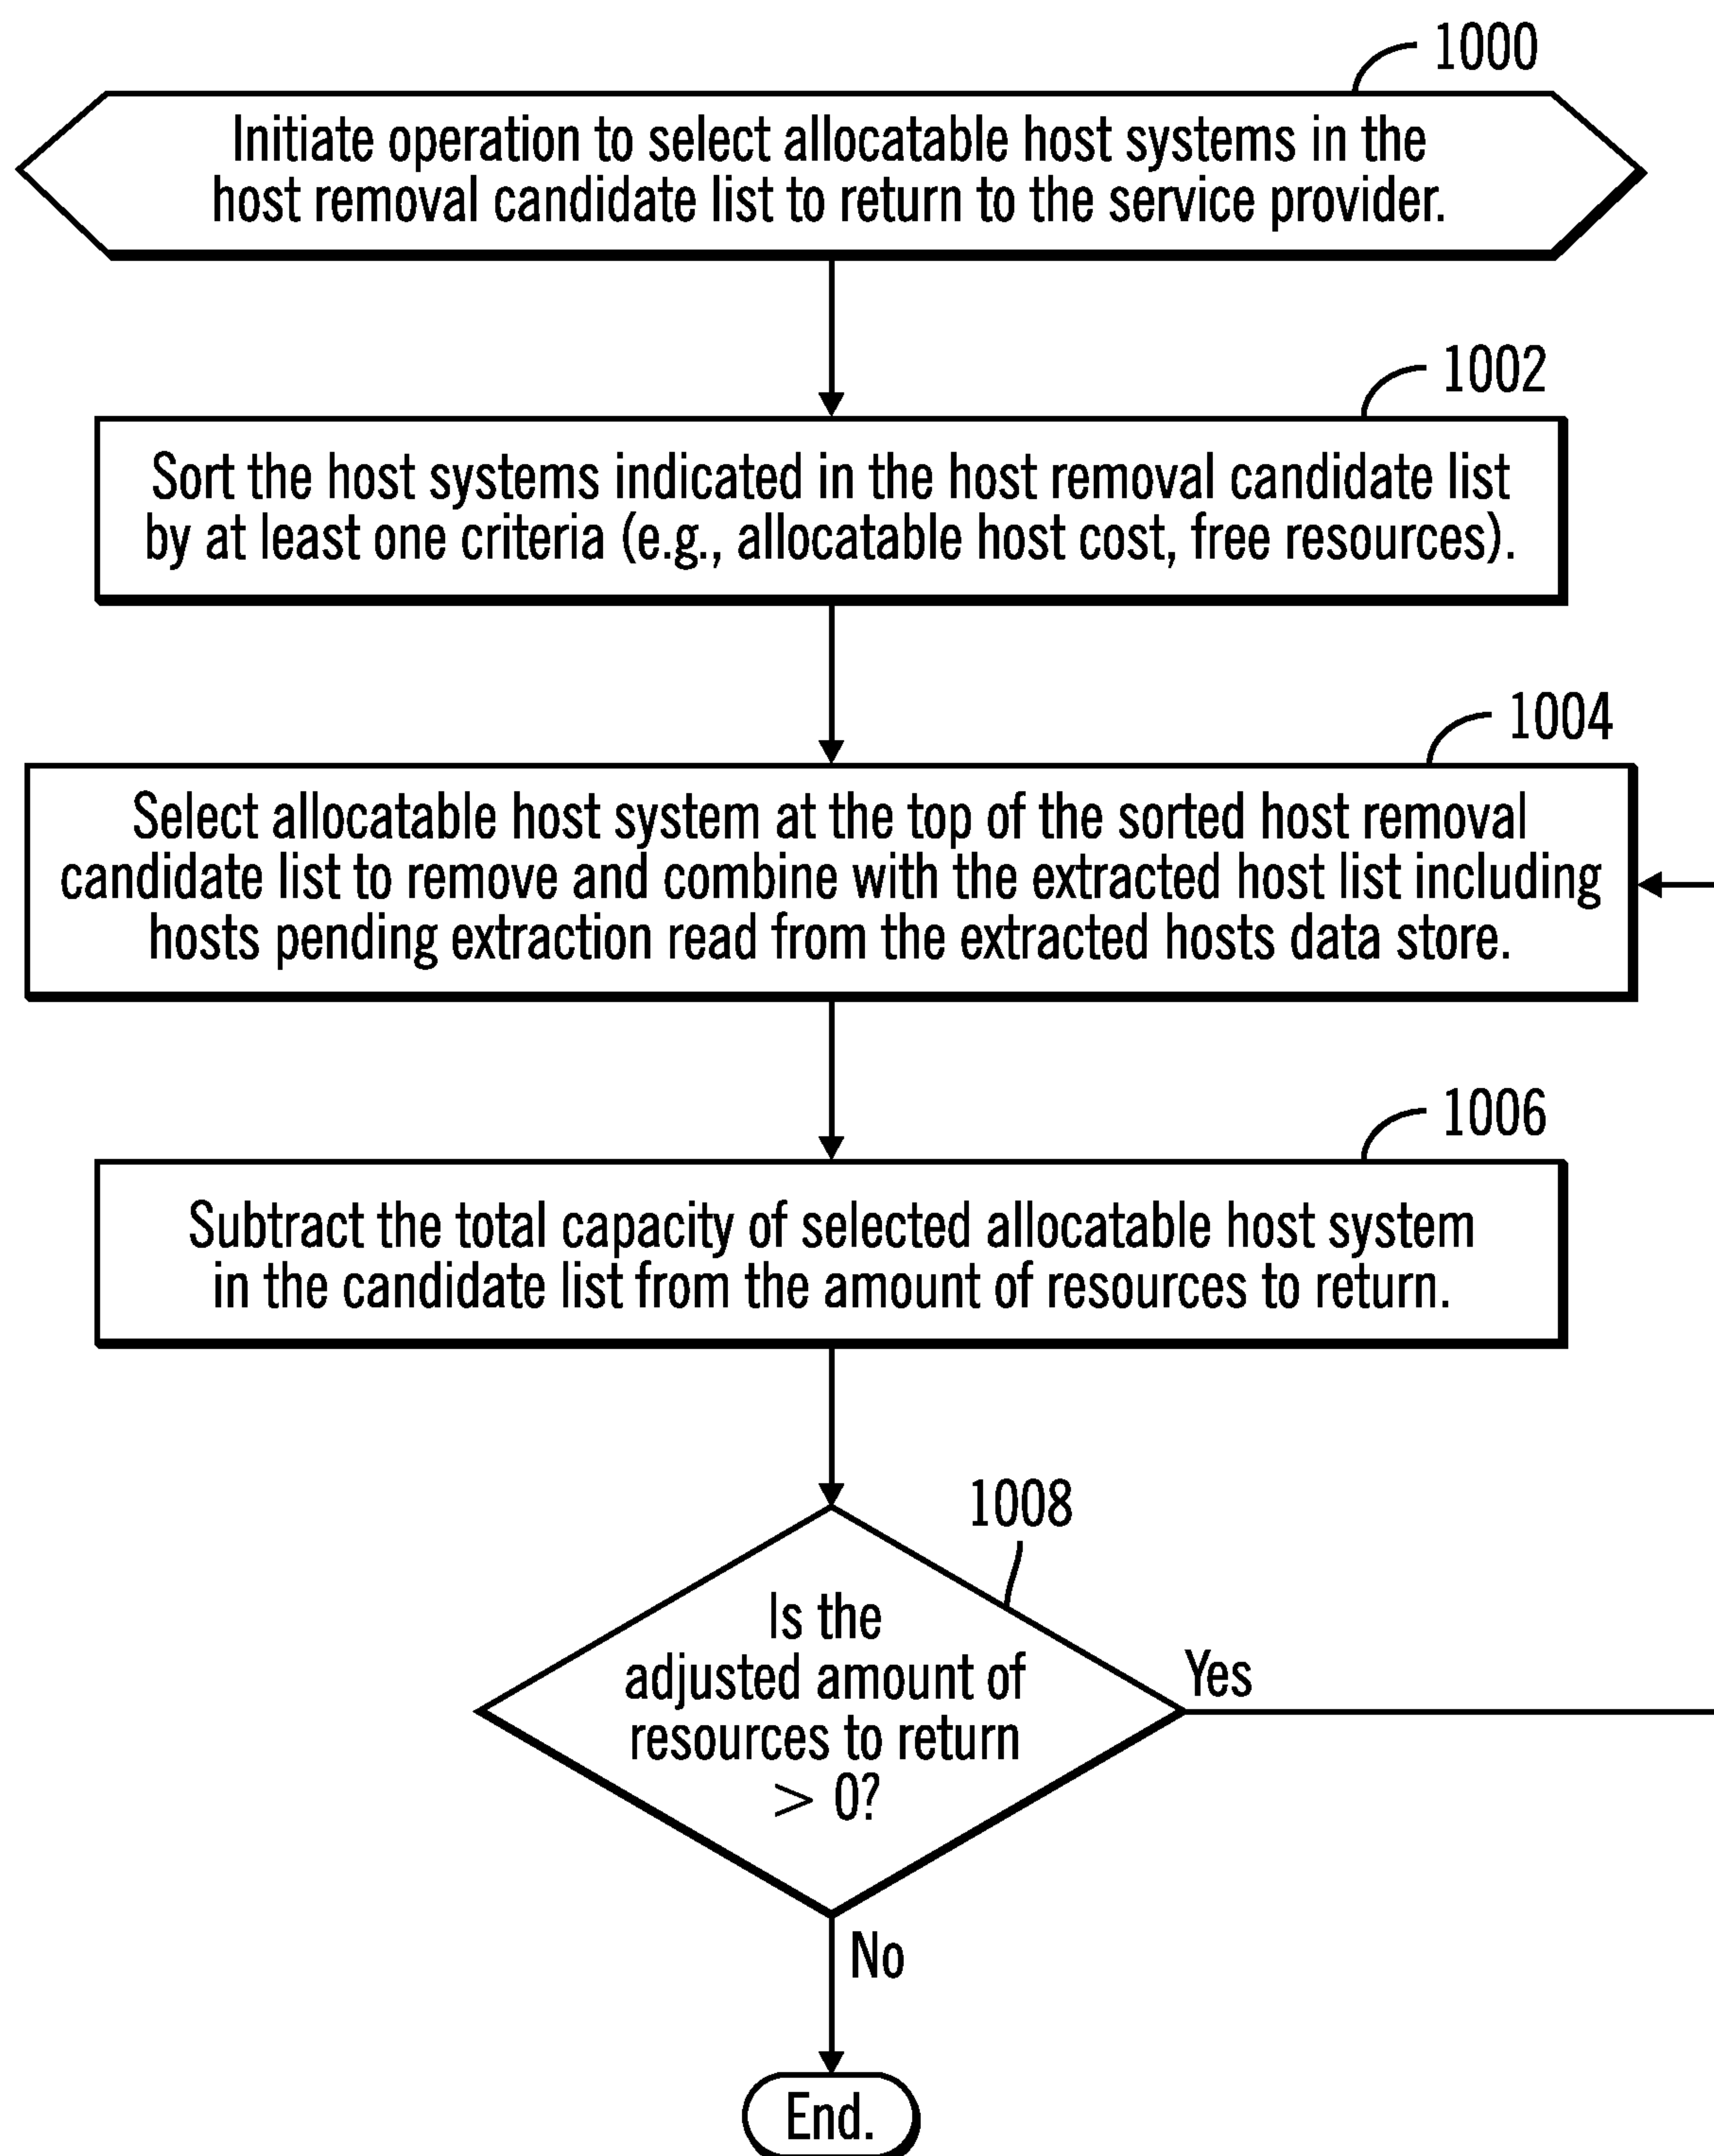 1000
Initiate operation to select allocatable host systems in the
host removal candidate list to return to the service provider.
1002
Sort the host systems indicated in the host removal candidate list
by at least one criteria (e.g., allocatable host cost, free resources).
1004
Select allocatable host system at the top of the sorted host removal
candidate list to remove and combine with the extracted host list including
hosts pending extraction read from the extracted hosts data store.
1006
Subtract the total capacity of selected allocatable host system
in the candidate list from the amount of resources to return.
1008
Is the
adjusted amount of
resources to return
> 0?
Yes
No
End.